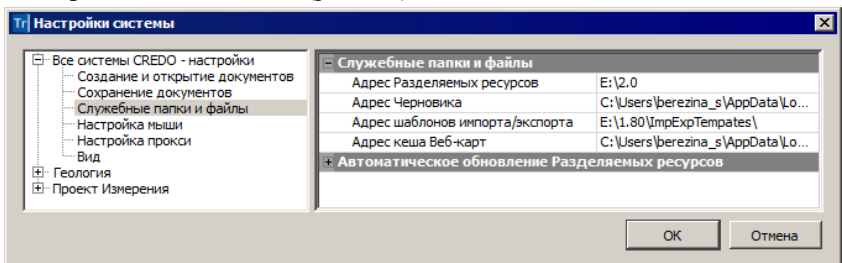 Tr Настройки системы
Все системы CREDO - настройки
Создание и открытие документов
Сохранение документов
Служебные папки и файлы
Настройка мыши
Настройка прокси
Вид
Геология
Проект Измерения
Служебные папки и файлы
Адрес Разделяемых ресурсов E:\2.0
Адрес Черновика C:\Users\berezina_s\AppData\Lo...
Адрес шаблонов импорта/экспорта E:\1.80\ImpExpTempates\
Адрес кеша Веб-карт C:\Users\berezina_s\AppData\Lo...
Автоматическое обновление Разделяемых ресурсов
OK Отмена